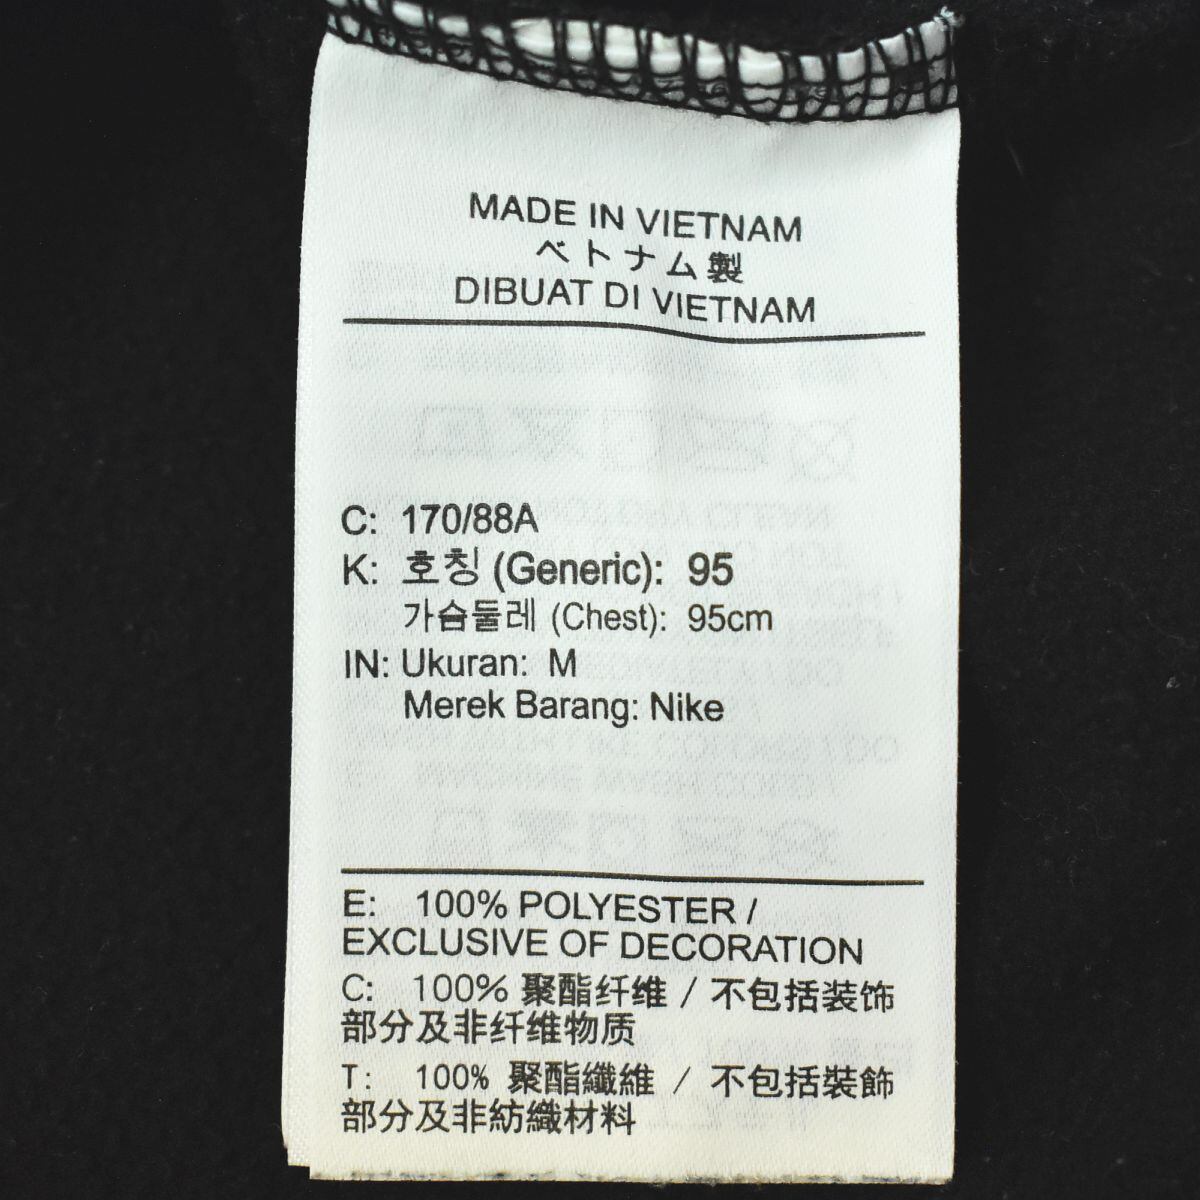 MADE IN VIETNAM
ベトナム製
DIBUAT DI VIETNAM
C: 170/88A
K: 호칭 (Generic): 95
가슴둘레 (Chest): 95cm
IN: Ukuran: M
Merek Barang: Nike
E: 100% POLYESTER /
EXCLUSIVE OF DECORATION
C: 100% 聚酯纤维 / 不包括装饰
部分及非纤维物质
T: 100% 聚酯纖維 / 不包括裝飾
部分及非紡織材料